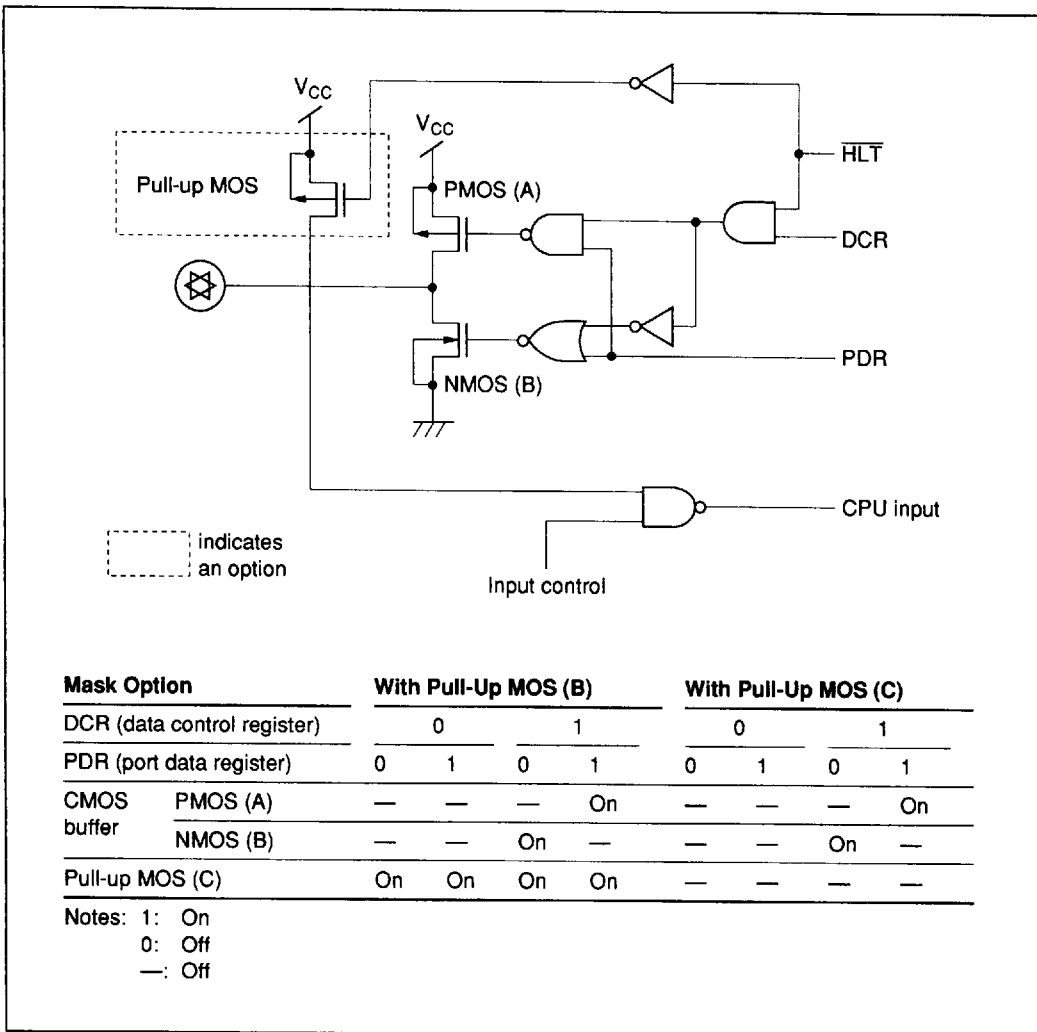 VCC
VCC
HLT
Pull-up MOS
PMOS (A)
DCR
PDR
NMOS (B)
CPU input
indicates
an option
Input control
Mask Option With Pull-Up MOS (B) With Pull-Up MOS (C)
DCR (data control register) 0 1 0 1
PDR (port data register) 0 1 0 1 0 1 0 1
CMOS buffer PMOS (A) — — — On — — — On
NMOS (B) — — On — — — On —
Pull-up MOS (C) On On On On — — — —
Notes: 1: On
0: Off
—: Off